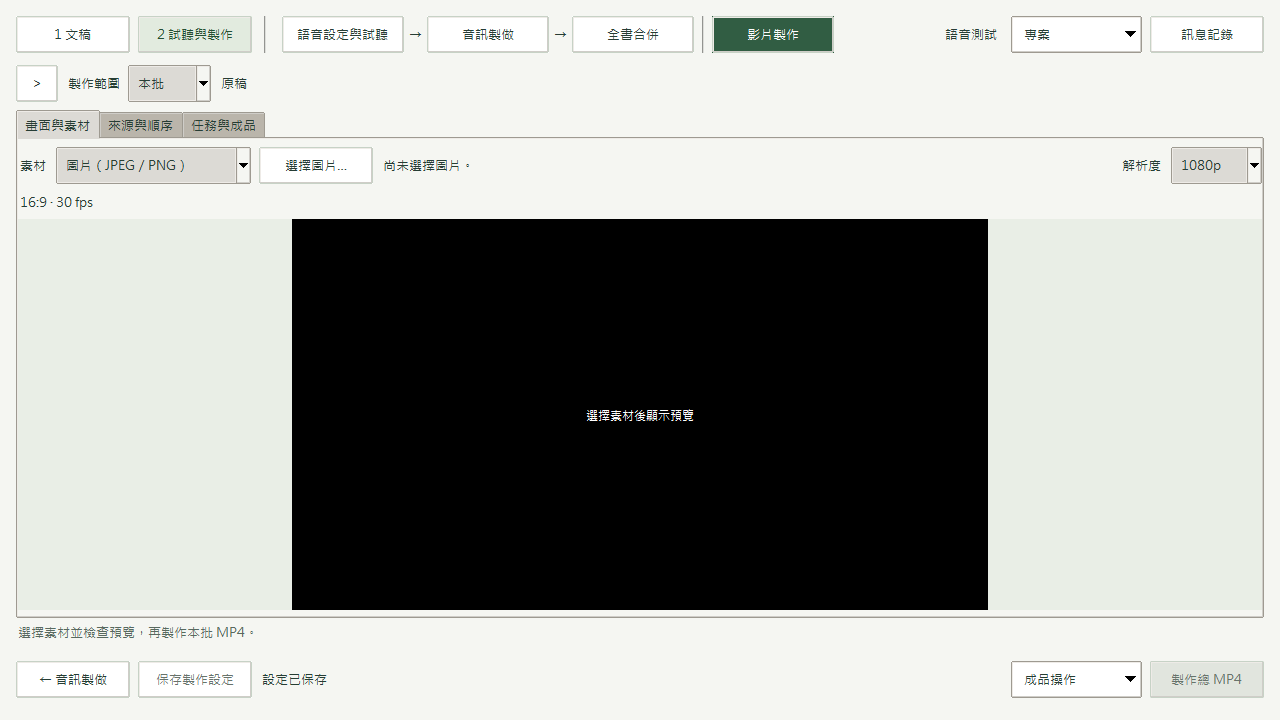 1 文稿
2 試聽與製作
語音設定與試聽
→
音訊製做
→
全書合併
影片製作
語音測試
專案
訊息記錄
>
製作範圍
本批
原稿
畫面與素材
來源與順序
任務與成品
素材
圖片 ( JPEG / PNG )
選擇圖片...
尚未選擇圖片。
解析度
1080p
16:9 · 30 fps
選擇素材後顯示預覽
選擇素材並檢查預覽，再製作本批 MP4。
← 音訊製做
保存製作設定
設定已保存
成品操作
製作總 MP4